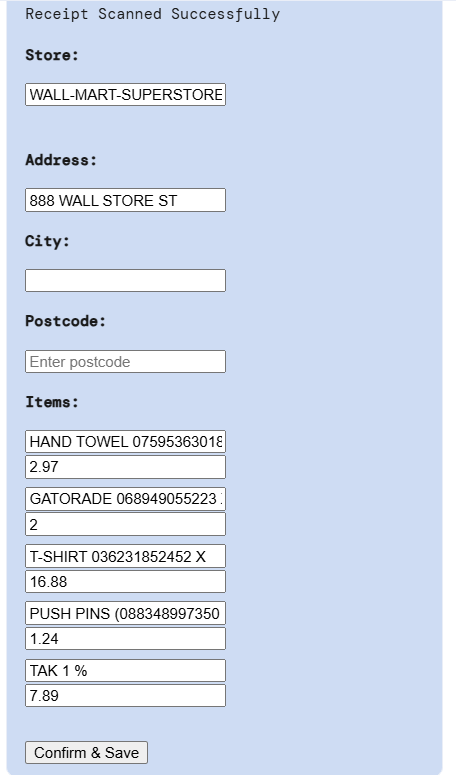 Receipt Scanned Successfully
Store:
WALL-MART-SUPERSTORE
Address:
888 WALL STORE ST
City:
Postcode:
Enter postcode
Items:
HAND TOWEL 07595363018
2.97
GATORADE 068949055223
2
T-SHIRT 036231852452 X
16.88
PUSH PINS (088348997350
1.24
TAK 1 %
7.89
Confirm & Save